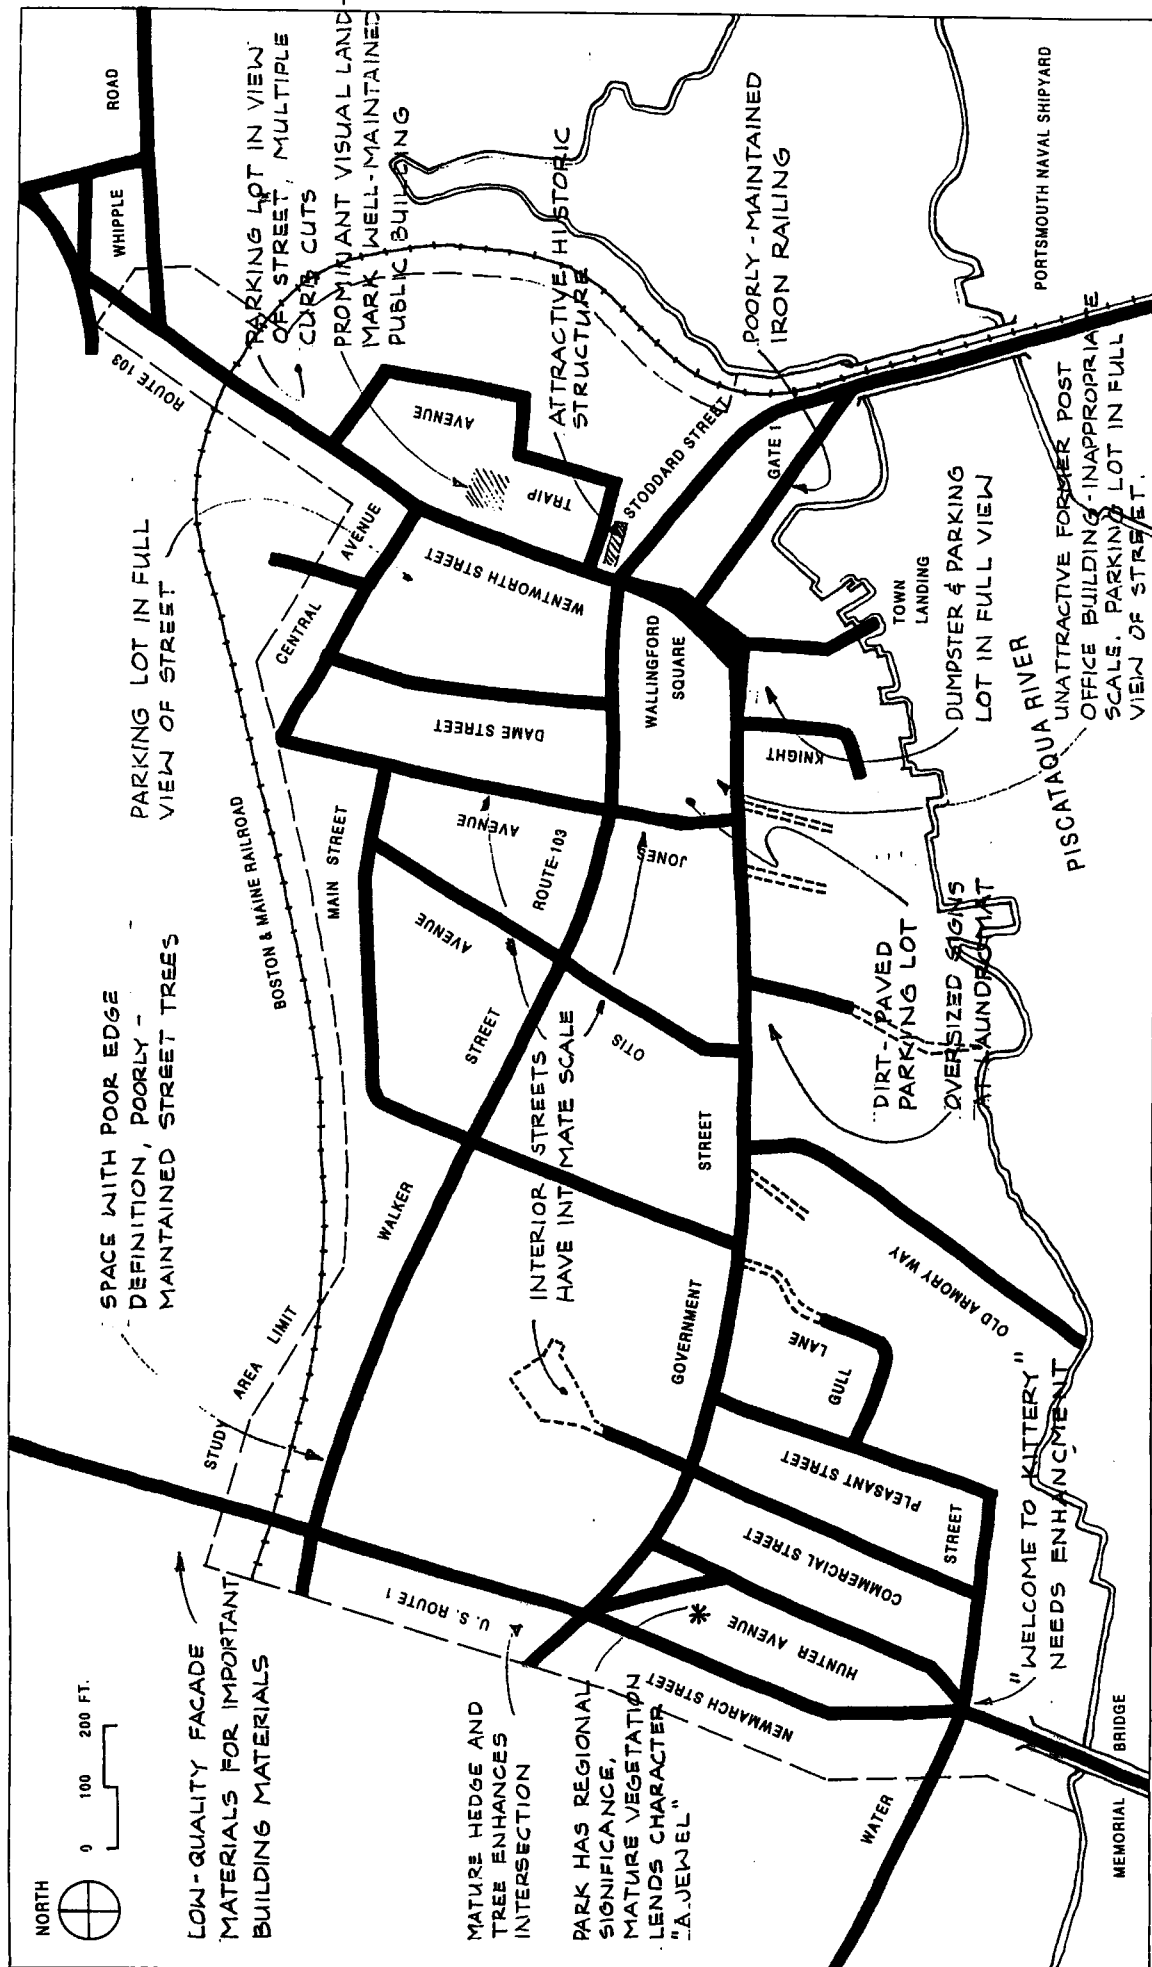 NORTH
0 100 200 FT.
LOW-QUALITY FACADE
MATERIALS FOR IMPORTANT
BUILDING MATERIALS
SPACE WITH POOR EDGE
DEFINITION, POORLY-
MAINTAINED STREET TREES
PARKING LOT IN FULL
VIEW OF STREET
PARKING LOT IN VIEW
OF STREET, MULTIPLE
CURB CUTS
PROMINANT VISUAL LAND-
MARK WELL-MAINTAINED
PUBLIC BUILDING
ATTRACTIVE HISTORIC
STRUCTURE
POORLY-MAINTAINED
IRON RAILING
MATURE HEDGE AND
TREE ENHANCES
INTERSECTION
PARK HAS REGIONAL
SIGNIFICANCE,
MATURE VEGETATION
LENDS CHARACTER
"A JEWEL"
INTERIOR STREETS
HAVE INTIMATE SCALE
DIRT-PAVED
PARKING LOT
OVERSIZED SIGNS
AT LAUNDROMAT
DUMPSTER & PARKING
LOT IN FULL VIEW
UNATTRACTIVE FORMER POST
OFFICE BUILDING-INAPPROPRIATE
SCALE. PARKING LOT IN FULL
VIEW OF STREET.
"WELCOME TO KITTERY"
NEEDS ENHANCMENT
STUDY AREA LIMIT
BOSTON & MAINE RAILROAD
MAIN STREET
CENTRAL AVENUE
ROUTE 103
WHIPPLE ROAD
WALKER STREET
ROUTE 103
OTIS AVENUE
JONES AVENUE
DAME STREET
WENTWORTH STREET
TRAIP AVENUE
STODDARD STREET
GATE 1
WALLINGFORD
SQUARE
KNIGHT
TOWN
LANDING
PORTSMOUTH NAVAL SHIPYARD
PISCATAQUA RIVER
GOVERNMENT STREET
OLD ARMORY WAY
GULL LANE
PLEASANT STREET
COMMERCIAL STREET
HUNTER AVENUE
NEWMARCH STREET
U.S. ROUTE 1
WATER STREET
MEMORIAL BRIDGE